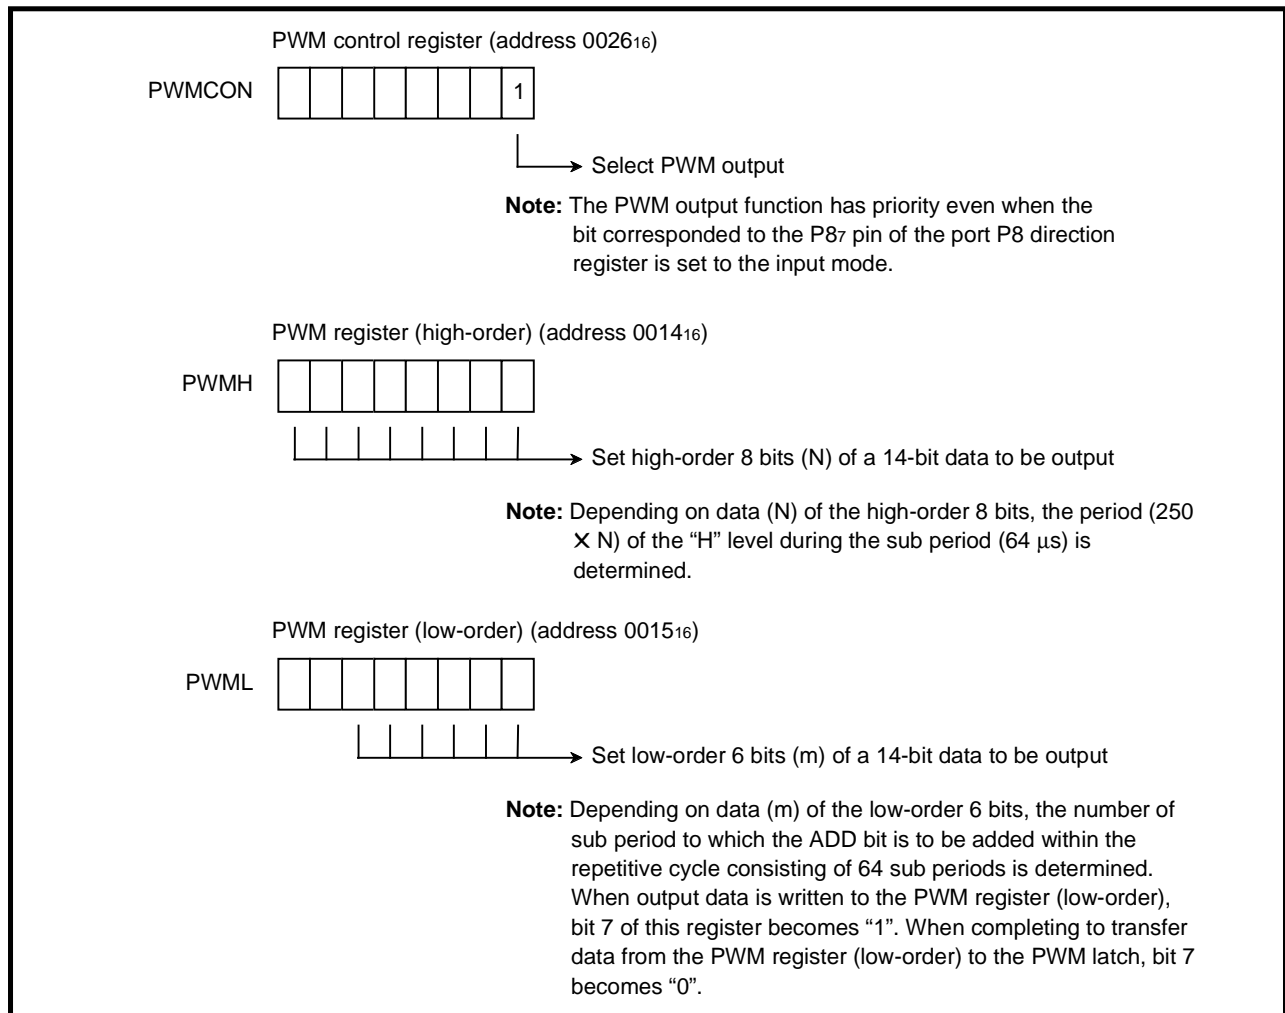 PWM control register (address 0026₁₆)
PWMCON
1
Select PWM output
Note: The PWM output function has priority even when the
bit corresponded to the P8₇ pin of the port P8 direction
register is set to the input mode.
PWM register (high-order) (address 0014₁₆)
PWMH
Set high-order 8 bits (N) of a 14-bit data to be output
Note: Depending on data (N) of the high-order 8 bits, the period (250
✕ N) of the “H” level during the sub period (64 μs) is
determined.
PWM register (low-order) (address 0015₁₆)
PWML
Set low-order 6 bits (m) of a 14-bit data to be output
Note: Depending on data (m) of the low-order 6 bits, the number of
sub period to which the ADD bit is to be added within the
repetitive cycle consisting of 64 sub periods is determined.
When output data is written to the PWM register (low-order),
bit 7 of this register becomes “1”. When completing to transfer
data from the PWM register (low-order) to the PWM latch, bit 7
becomes “0”.